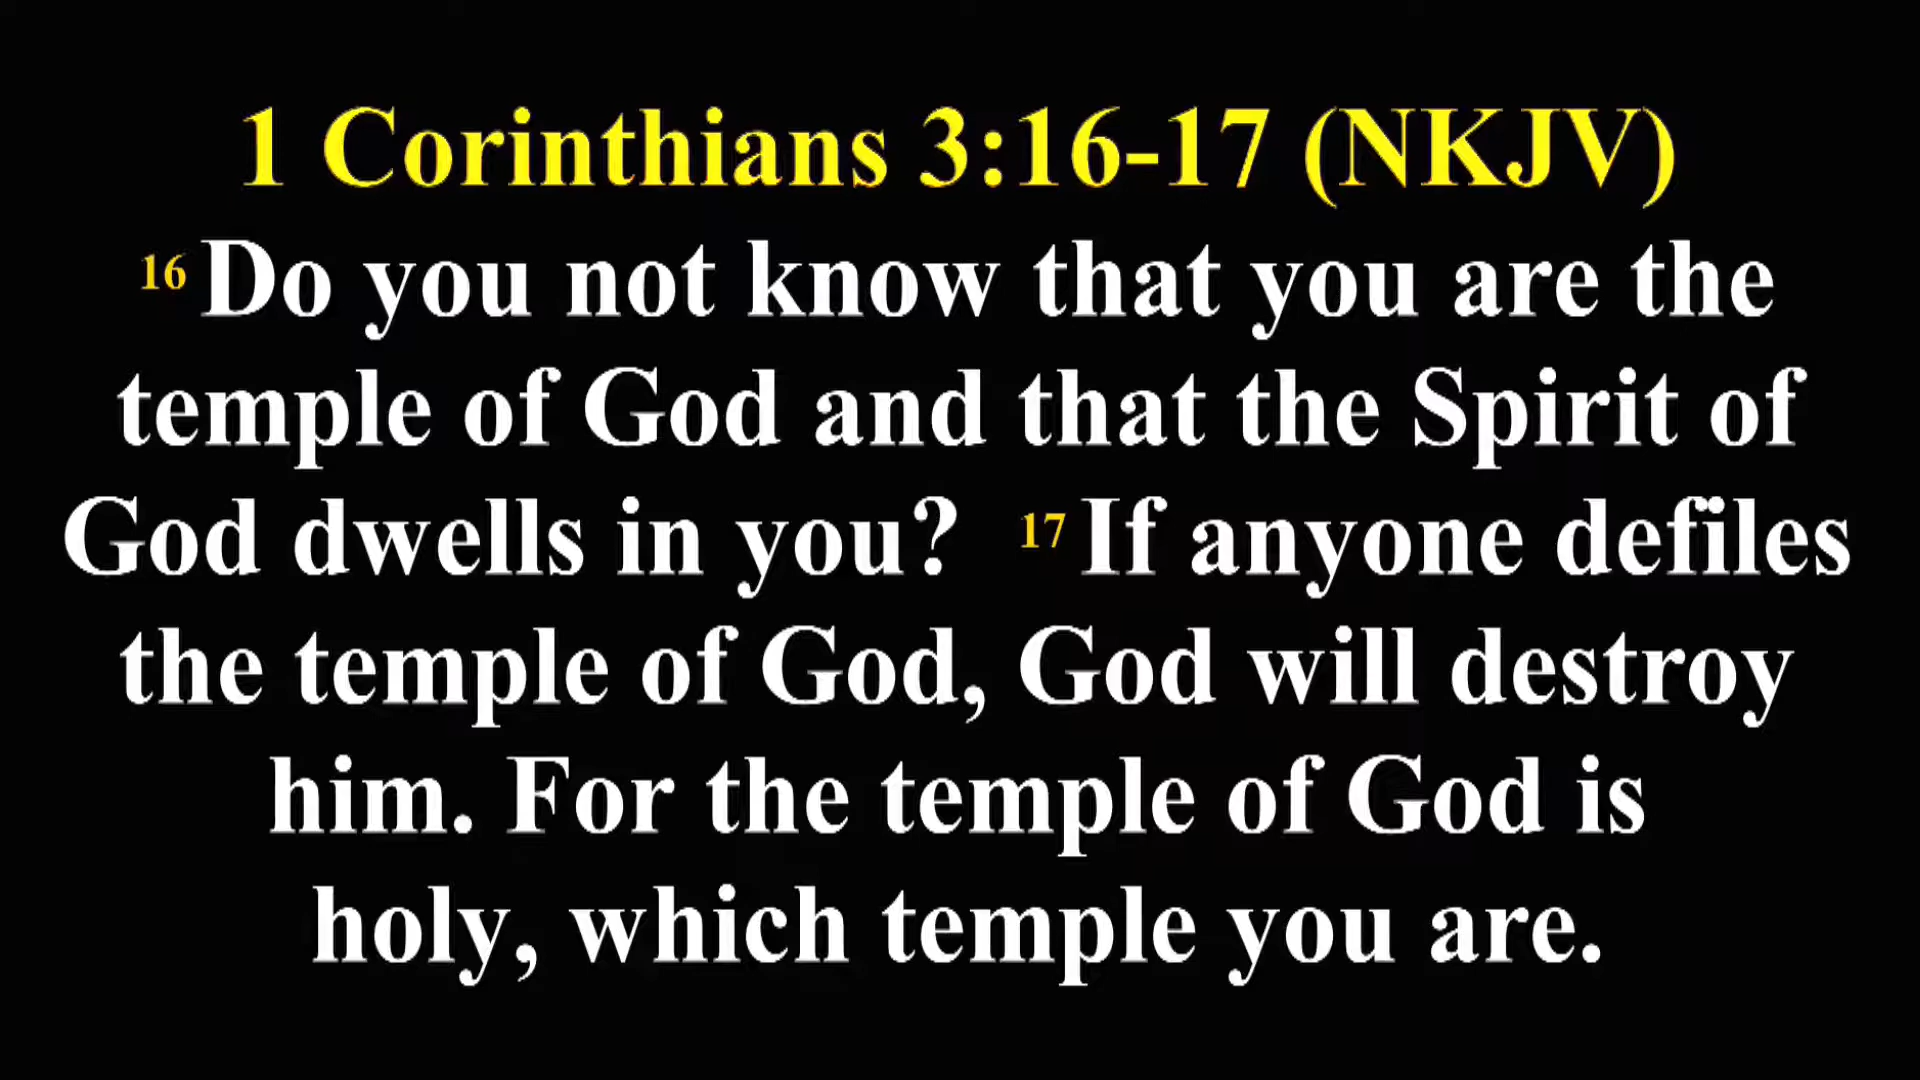 1 Corinthians 3:16-17 (NKJV)
16 Do you not know that you are the
temple of God and that the Spirit of
God dwells in you? 17 If anyone defiles
the temple of God, God will destroy
him. For the temple of God is
holy, which temple you are.